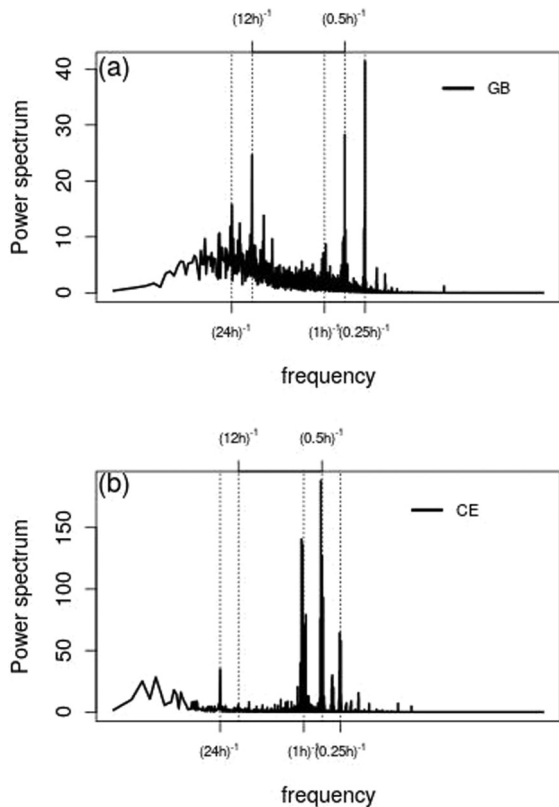 (12h)⁻¹ (0.5h)⁻¹
(a)
GB
Power spectrum
40
30
20
10
0
(24h)⁻¹ (1h)⁻¹(0.25h)⁻¹
frequency
(12h)⁻¹ (0.5h)⁻¹
(b)
CE
Power spectrum
150
100
50
0
(24h)⁻¹ (1h)⁻¹(0.25h)⁻¹
frequency